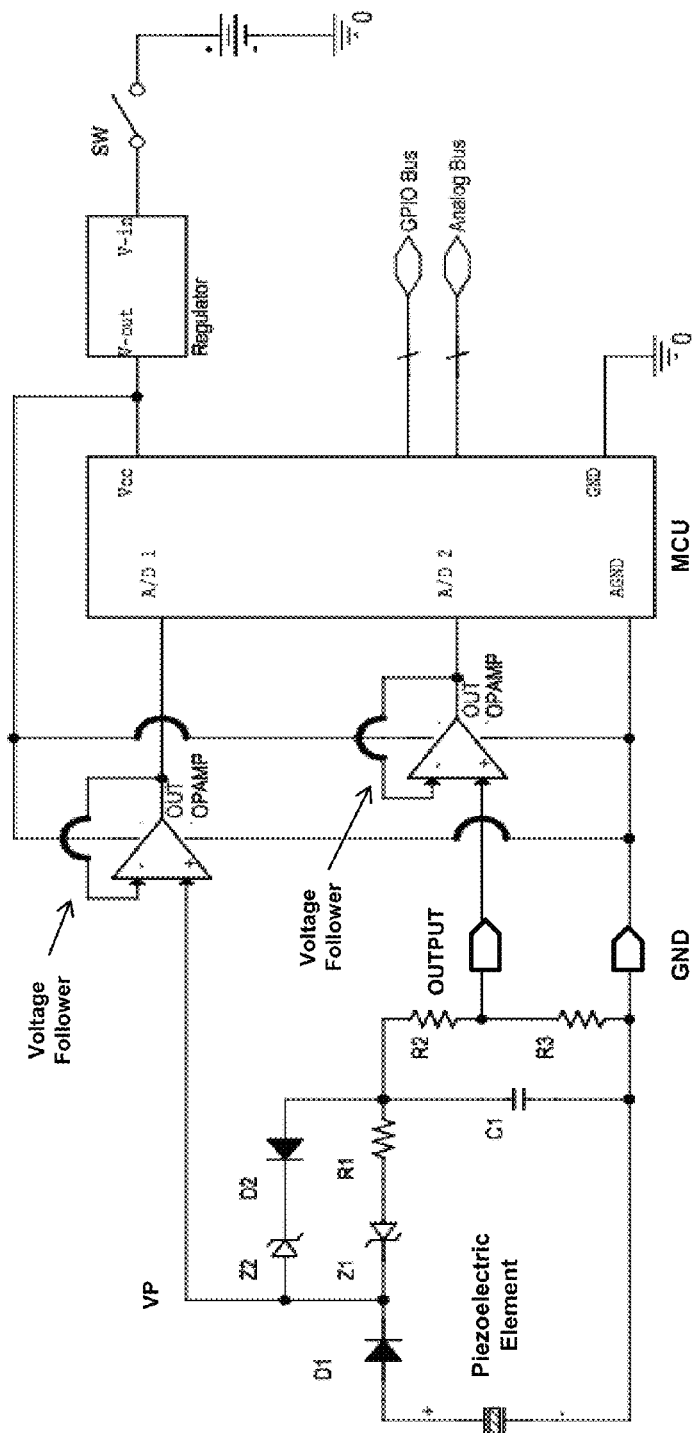 SW
V-in
V-out
Regulator
0
GPIO Bus
Analog Bus
0
Vcc
A/D 1
A/D 2
AGND
GND
MCU
OUT
OPAMP
-
+
Voltage
Follower
OUT
OPAMP
-
+
Voltage
Follower
OUTPUT
GND
VP
R2
R3
D2
Z2
R1
Z1
C1
D1
Piezoelectric
Element
+
-